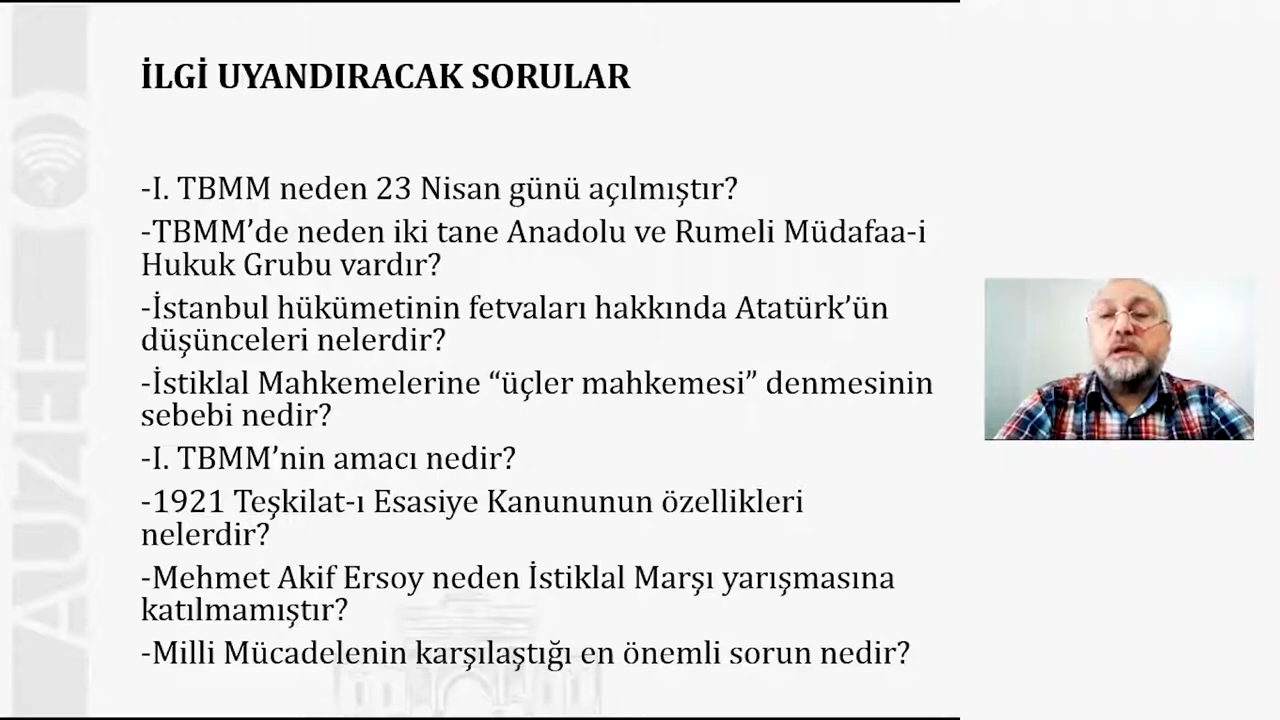 İLGİ UYANDIRACAK SORULAR
-I. TBMM neden 23 Nisan günü açılmıştır?
-TBMM’de neden iki tane Anadolu ve Rumeli Müdafaa-i
Hukuk Grubu vardır?
-İstanbul hükümetinin fetvaları hakkında Atatürk’ün
düşünceleri nelerdir?
-İstiklal Mahkemelerine “üçler mahkemesi” denmesinin
sebebi nedir?
-I. TBMM’nin amacı nedir?
-1921 Teşkilat-ı Esasiye Kanununun özellikleri
nelerdir?
-Mehmet Akif Ersoy neden İstiklal Marşı yarışmasına
katılmamıştır?
-Milli Mücadelenin karşılaştığı en önemli sorun nedir?
AUZEF